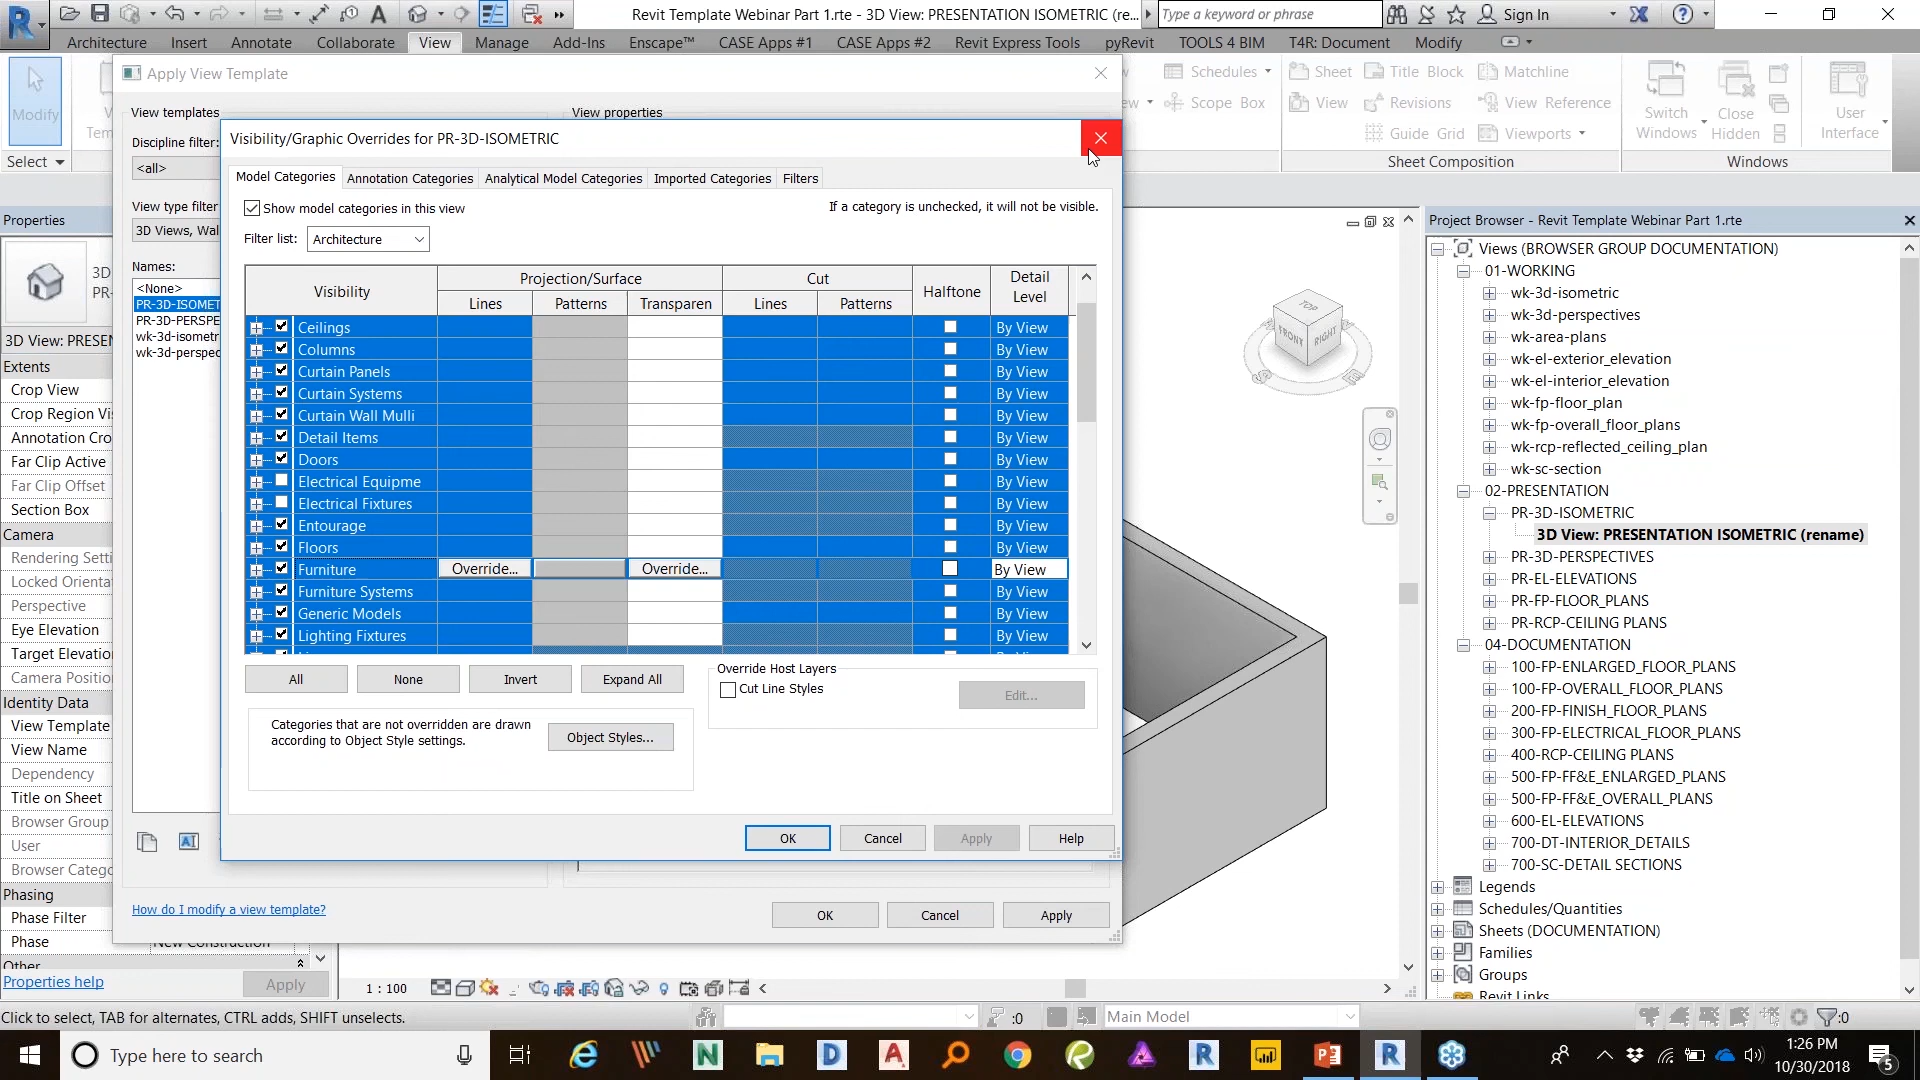 Revit Template Webinar Part 1.rte - 3D View: PRESENTATION ISOMETRIC (re...
Type a keyword or phrase
Sign In
Architecture Insert Annotate Collaborate View Manage Add-Ins Enscape™ CASE Apps #1 CASE Apps #2 Revit Express Tools pyRevit TOOLS 4 BIM T4R: Document Modify
Modify
Select
Schedules
Scope Box
Sheet Title Block Matchline
View Revisions View Reference
Guide Grid Viewports
Sheet Composition
Switch Windows
Close Hidden
User Interface
Windows
Apply View Template
View templates
View properties
Discipline filter:
<all>
View type filter
3D Views, Wal
Names:
<None>
PR-3D-ISOMET
PR-3D-PERSPE
wk-3d-isometr
wk-3d-perspec
How do I modify a view template?
OK Cancel Apply
Visibility/Graphic Overrides for PR-3D-ISOMETRIC
Model Categories Annotation Categories Analytical Model Categories Imported Categories Filters
Show model categories in this view
If a category is unchecked, it will not be visible.
Filter list: Architecture
Visibility Projection/Surface Cut Halftone Detail Level
Lines Patterns Transparen Lines Patterns
Ceilings By View
Columns By View
Curtain Panels By View
Curtain Systems By View
Curtain Wall Mulli By View
Detail Items By View
Doors By View
Electrical Equipme By View
Electrical Fixtures By View
Entourage By View
Floors By View
Furniture Override... Override... By View
Furniture Systems By View
Generic Models By View
Lighting Fixtures By View
All None Invert Expand All
Override Host Layers
Cut Line Styles Edit...
Categories that are not overridden are drawn
according to Object Style settings.
Object Styles...
OK Cancel Apply Help
Properties
3D
PR-
3D View: PRESEN
Extents
Crop View
Crop Region Vi
Annotation Cro
Far Clip Active
Far Clip Offset
Section Box
Camera
Rendering Setti
Locked Orienta
Perspective
Eye Elevation
Target Elevatio
Camera Position
Identity Data
View Template
View Name
Dependency
Title on Sheet
Browser Group
User
Browser Catego
Phasing
Phase Filter
Phase New Construction
Other
Properties help Apply
TOP
FRONT
RIGHT
Project Browser - Revit Template Webinar Part 1.rte
Views (BROWSER GROUP DOCUMENTATION)
01-WORKING
wk-3d-isometric
wk-3d-perspectives
wk-area-plans
wk-el-exterior_elevation
wk-el-interior_elevation
wk-fp-floor_plan
wk-fp-overall_floor_plans
wk-rcp-reflected_ceiling_plan
wk-sc-section
02-PRESENTATION
PR-3D-ISOMETRIC
3D View: PRESENTATION ISOMETRIC (rename)
PR-3D-PERSPECTIVES
PR-EL-ELEVATIONS
PR-FP-FLOOR_PLANS
PR-RCP-CEILING PLANS
04-DOCUMENTATION
100-FP-ENLARGED_FLOOR_PLANS
100-FP-OVERALL_FLOOR_PLANS
200-FP-FINISH_FLOOR_PLANS
300-FP-ELECTRICAL_FLOOR_PLANS
400-RCP-CEILING PLANS
500-FP-FF&E_ENLARGED_PLANS
500-FP-FF&E_OVERALL_PLANS
600-EL-ELEVATIONS
700-DT-INTERIOR_DETAILS
700-SC-DETAIL SECTIONS
Legends
Schedules/Quantities
Sheets (DOCUMENTATION)
Families
Groups
Revit Links
1 : 100
Click to select, TAB for alternates, CTRL adds, SHIFT unselects.
:0
Main Model
:0
Type here to search
1:26 PM
10/30/2018
5